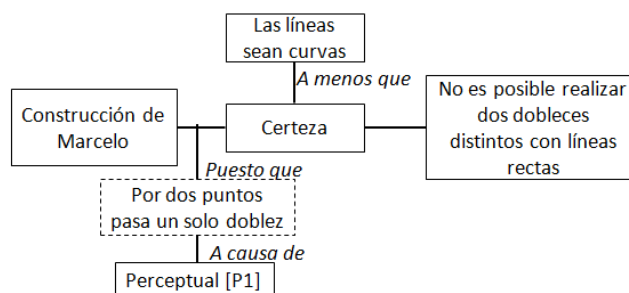 Las líneas
sean curvas
A menos que
Construcción de
Marcelo
Certeza
No es posible realizar
dos dobleces
distintos con líneas
rectas
Puesto que
Por dos puntos
pasa un solo doblez
A causa de
Perceptual [P1]